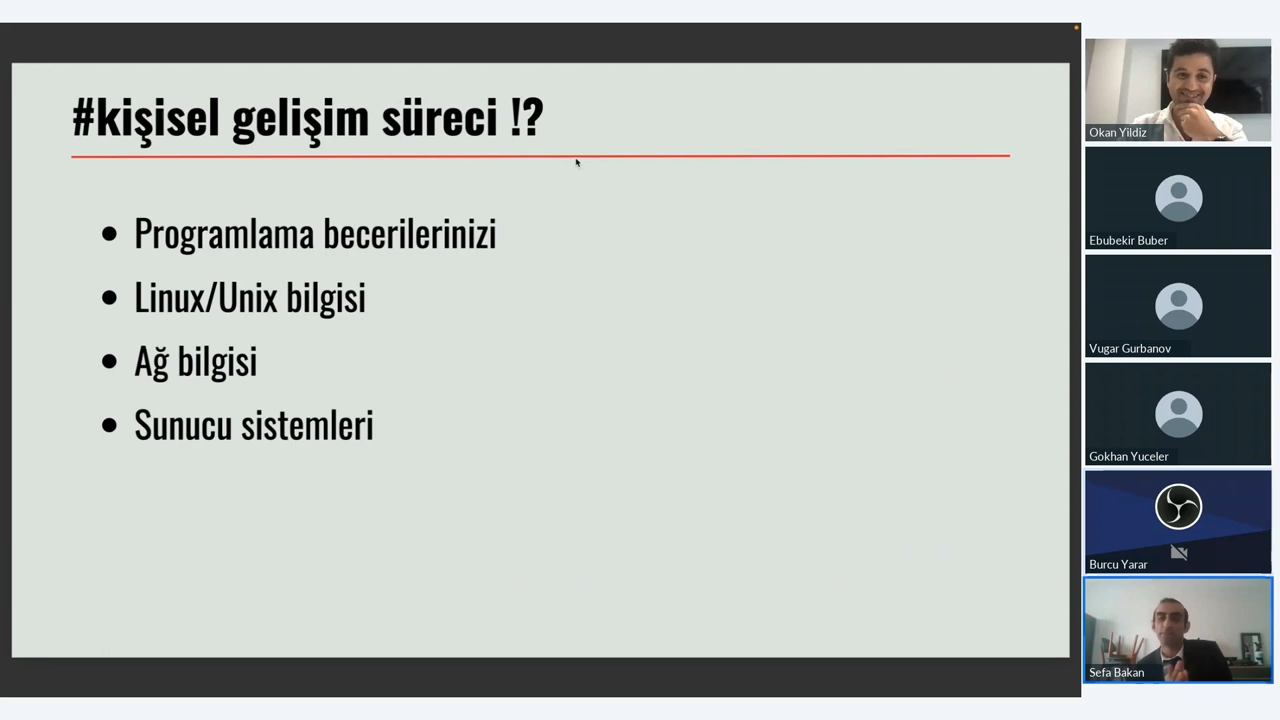 #kişisel gelişim süreci !?
Programlama becerilerinizi
Linux/Unix bilgisi
Ağ bilgisi
Sunucu sistemleri
Okan Yildiz
Ebubekir Buber
Vugar Gurbanov
Gokhan Yuceler
Burcu Yarar
Sefa Bakan